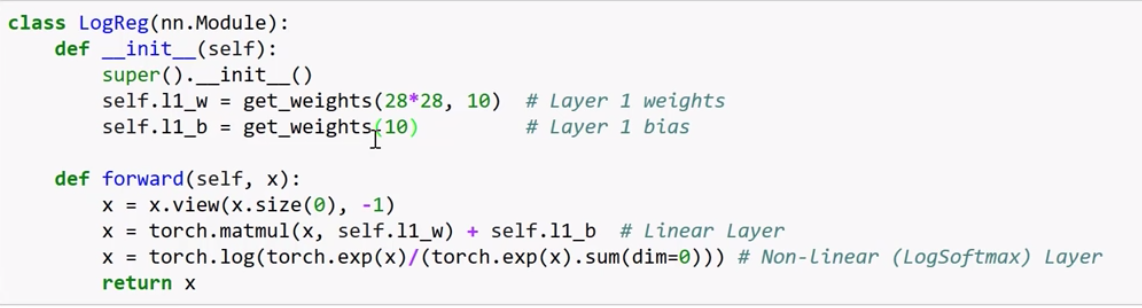 class LogReg(nn.Module):
    def __init__(self):
        super().__init__()
        self.l1_w = get_weights(28*28, 10)  # Layer 1 weights
        self.l1_b = get_weights(10)         # Layer 1 bias

    def forward(self, x):
        x = x.view(x.size(0), -1)
        x = torch.matmul(x, self.l1_w) + self.l1_b  # Linear Layer
        x = torch.log(torch.exp(x)/(torch.exp(x).sum(dim=0))) # Non-linear (LogSoftmax) Layer
        return x